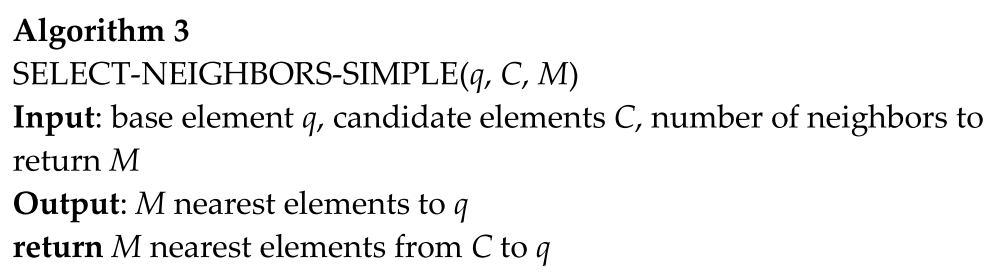 Algorithm 3
SELECT-NEIGHBORS-SIMPLE(q, C, M)
Input: base element q, candidate elements C, number of neighbors to
return M
Output: M nearest elements to q
return M nearest elements from C to q